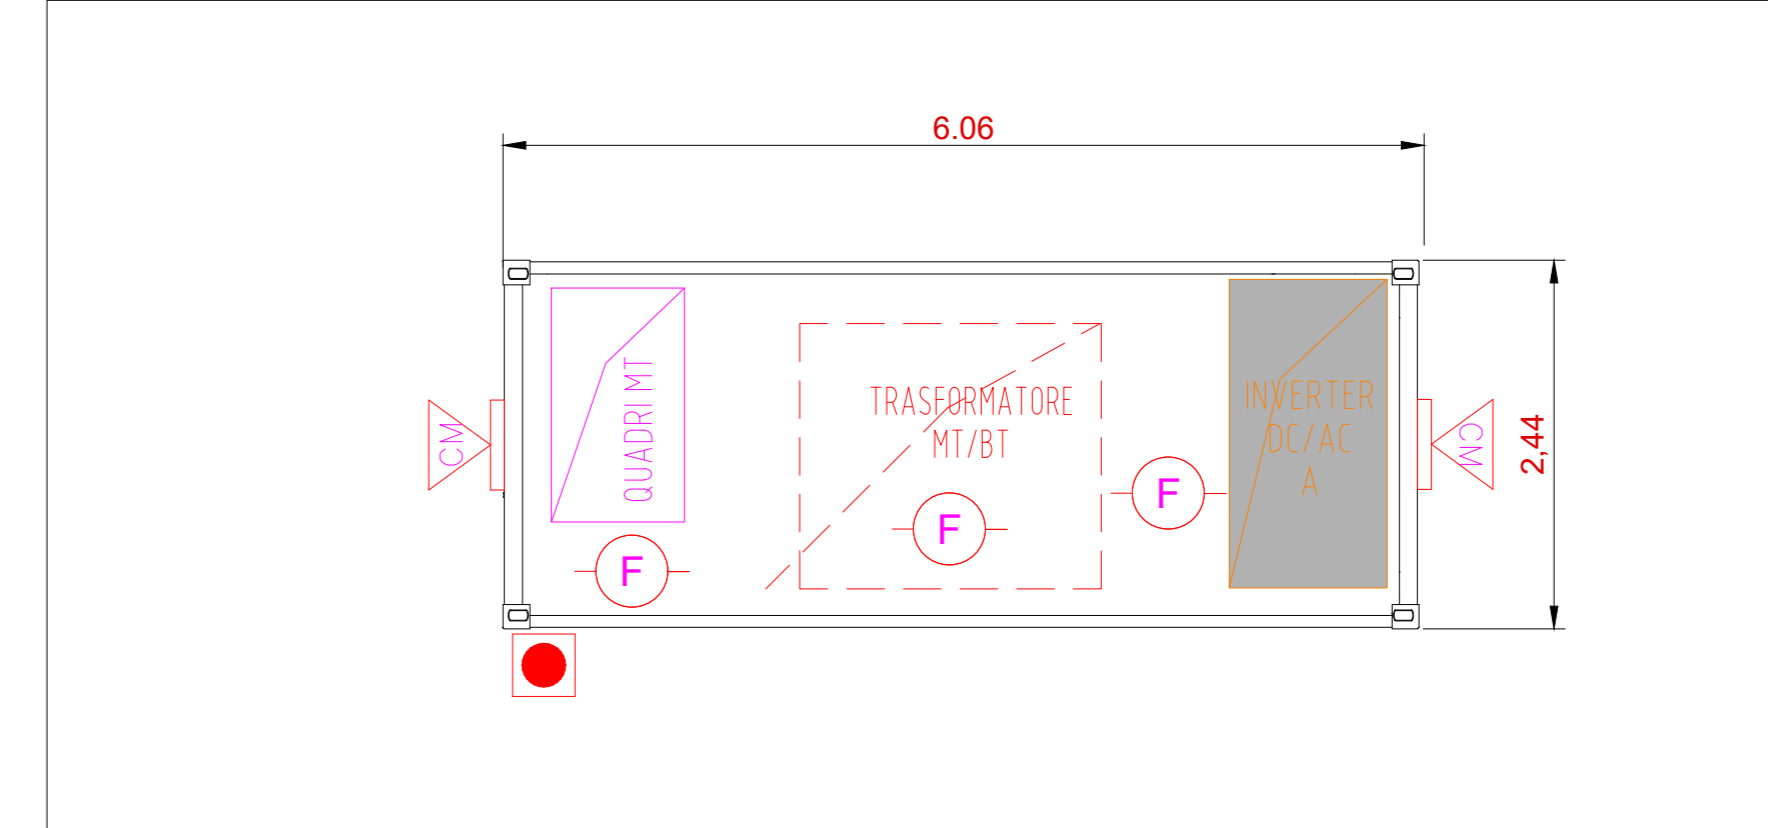 6.06
QUADRI MT
TRASFORMATORE
MT/BT
INVERTER
DC/AC
A
CM
CM
2,44
F
F
F